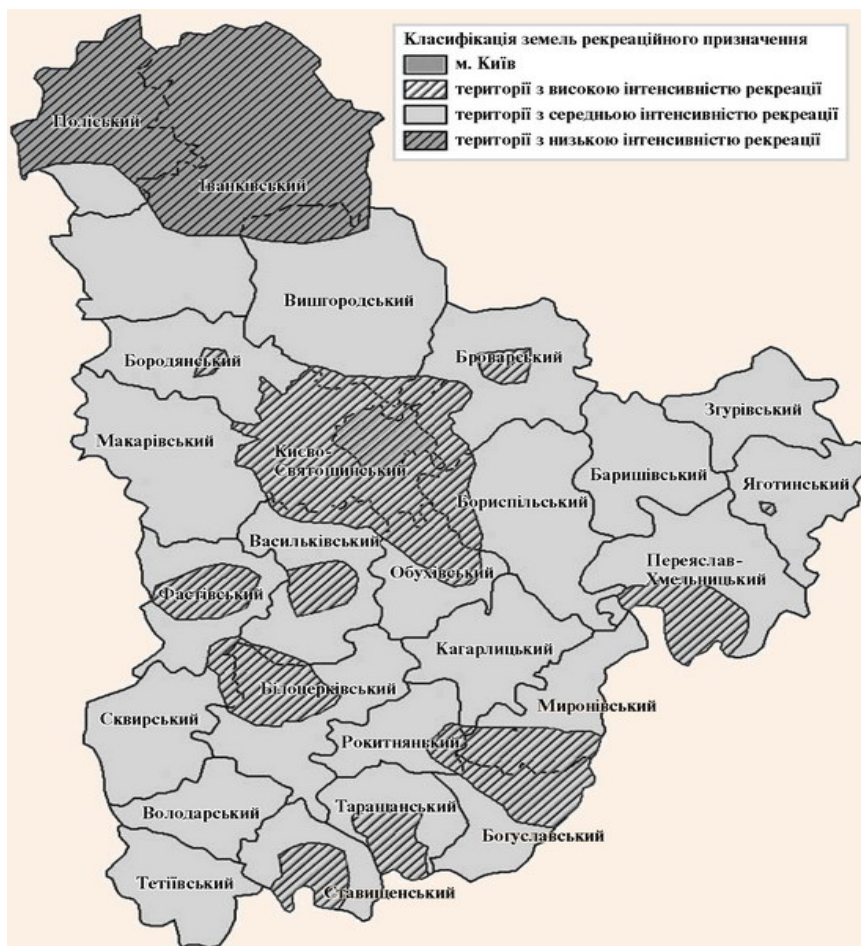 Класифікація земель рекреаційного призначення
м. Київ
території з високою інтенсивністю рекреації
території з середньою інтенсивністю рекреації
території з низькою інтенсивністю рекреації
Поліський
Іванківський
Вишгородський
Бородянський
Броварський
Згурівський
Макарівський
Києво-
Святошинський
Баришівський
Яготинський
Бориспільський
Васильківський
Переяслав-
Хмельницький
Обухівський
Фастівський
Кагарлицький
Білоцерківський
Миронівський
Сквирський
Рокитнянький
Володарський
Таращанський
Богуславський
Тетіївський
Ставищенський